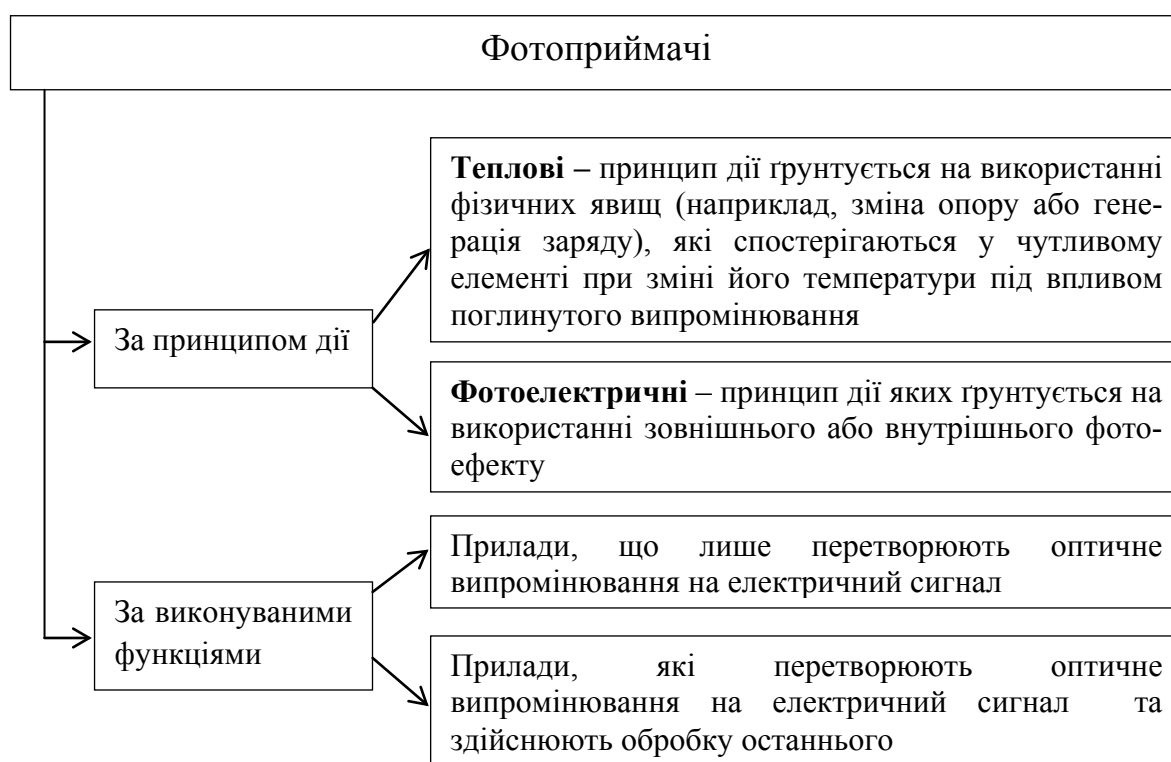 Фотоприймачі
Теплові – принцип дії ґрунтується на використанні
фізичних явищ (наприклад, зміна опору або гене-
рація заряду), які спостерігаються у чутливому
елементі при зміні його температури під впливом
поглинутого випромінювання
За принципом дії
Фотоелектричні – принцип дії яких ґрунтується на
використанні зовнішнього або внутрішнього фото-
ефекту
Прилади, що лише перетворюють оптичне
випромінювання на електричний сигнал
За виконуваними
функціями
Прилади, які перетворюють оптичне
випромінювання на електричний сигнал та
здійснюють обробку останнього